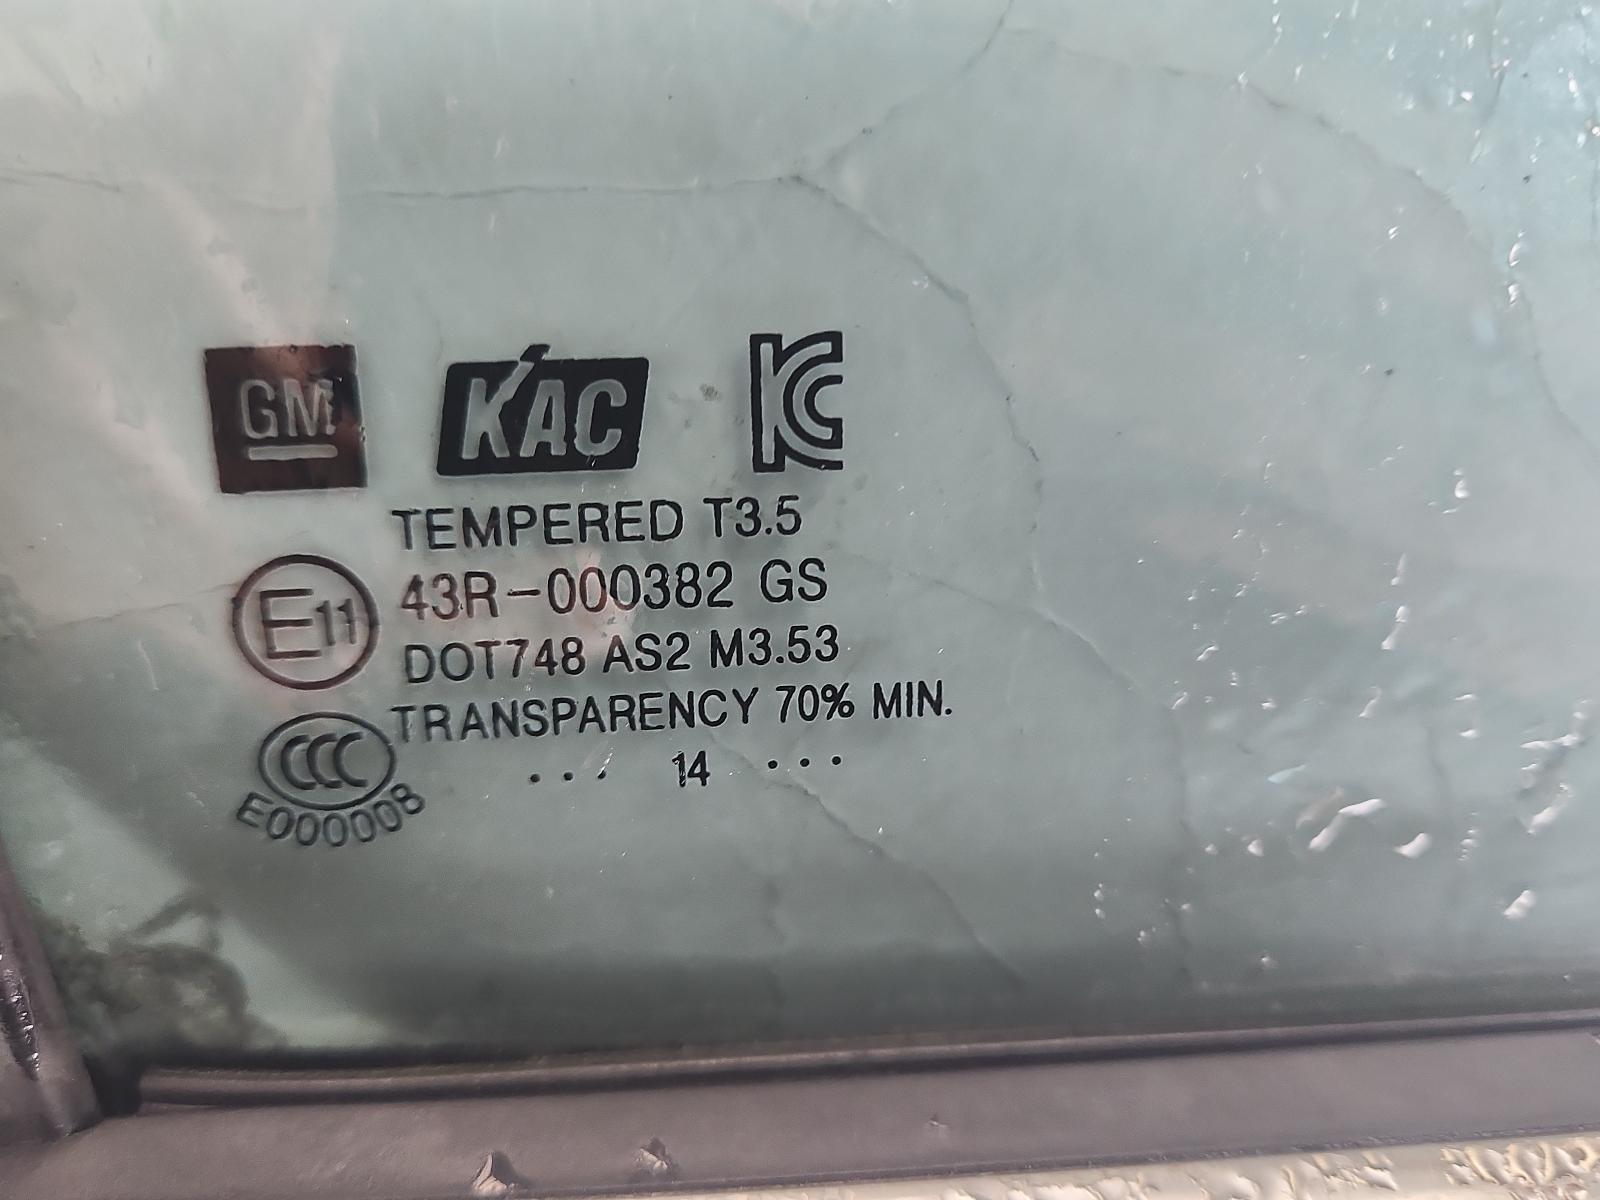 GM KAC KC
TEMPERED T3.5
E11 43R-000382 GS
DOT748 AS2 M3.53
TRANSPARENCY 70% MIN.
CCC ... 14 ...
E000008